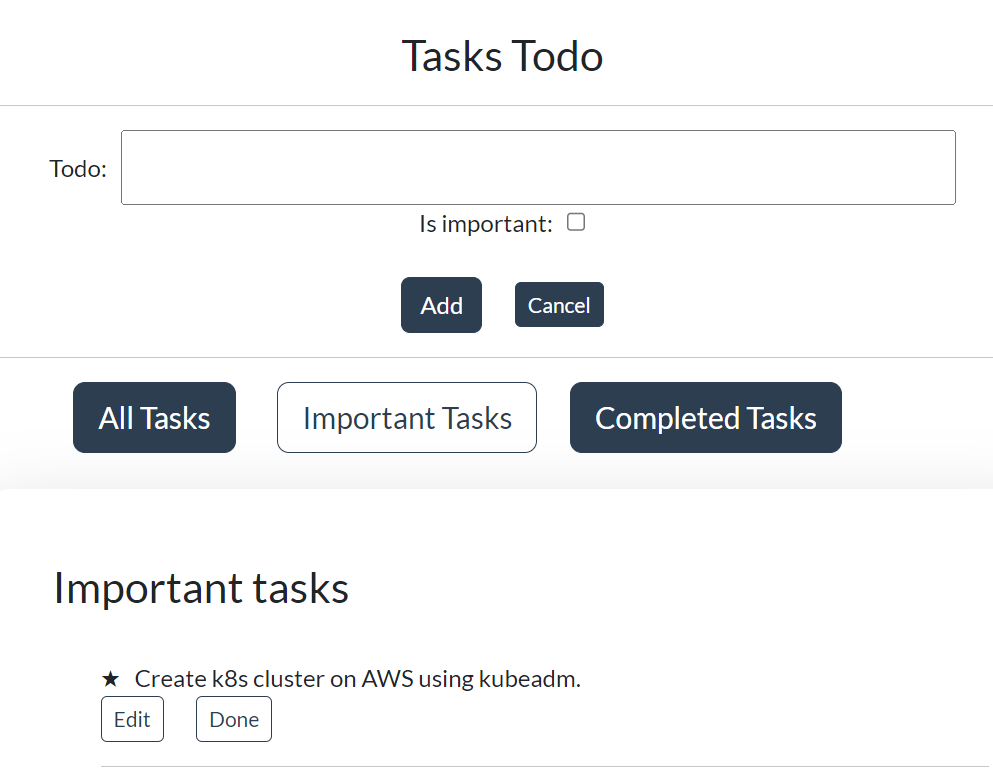 Tasks Todo
Todo:
Is important:
Add Cancel
All Tasks Important Tasks Completed Tasks
Important tasks
★ Create k8s cluster on AWS using kubeadm.
Edit Done